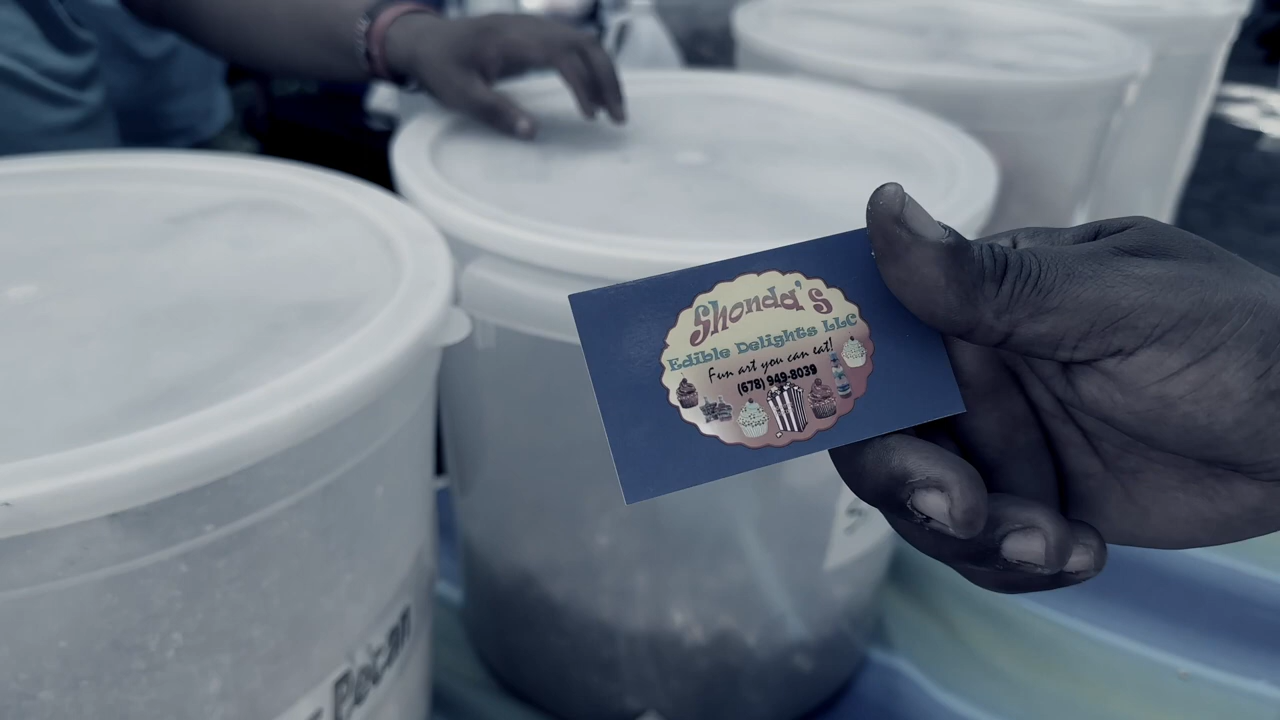 Shonda's
Edible Delights LLC
Fun art you can eat!
(678) 949-8039
Pecan